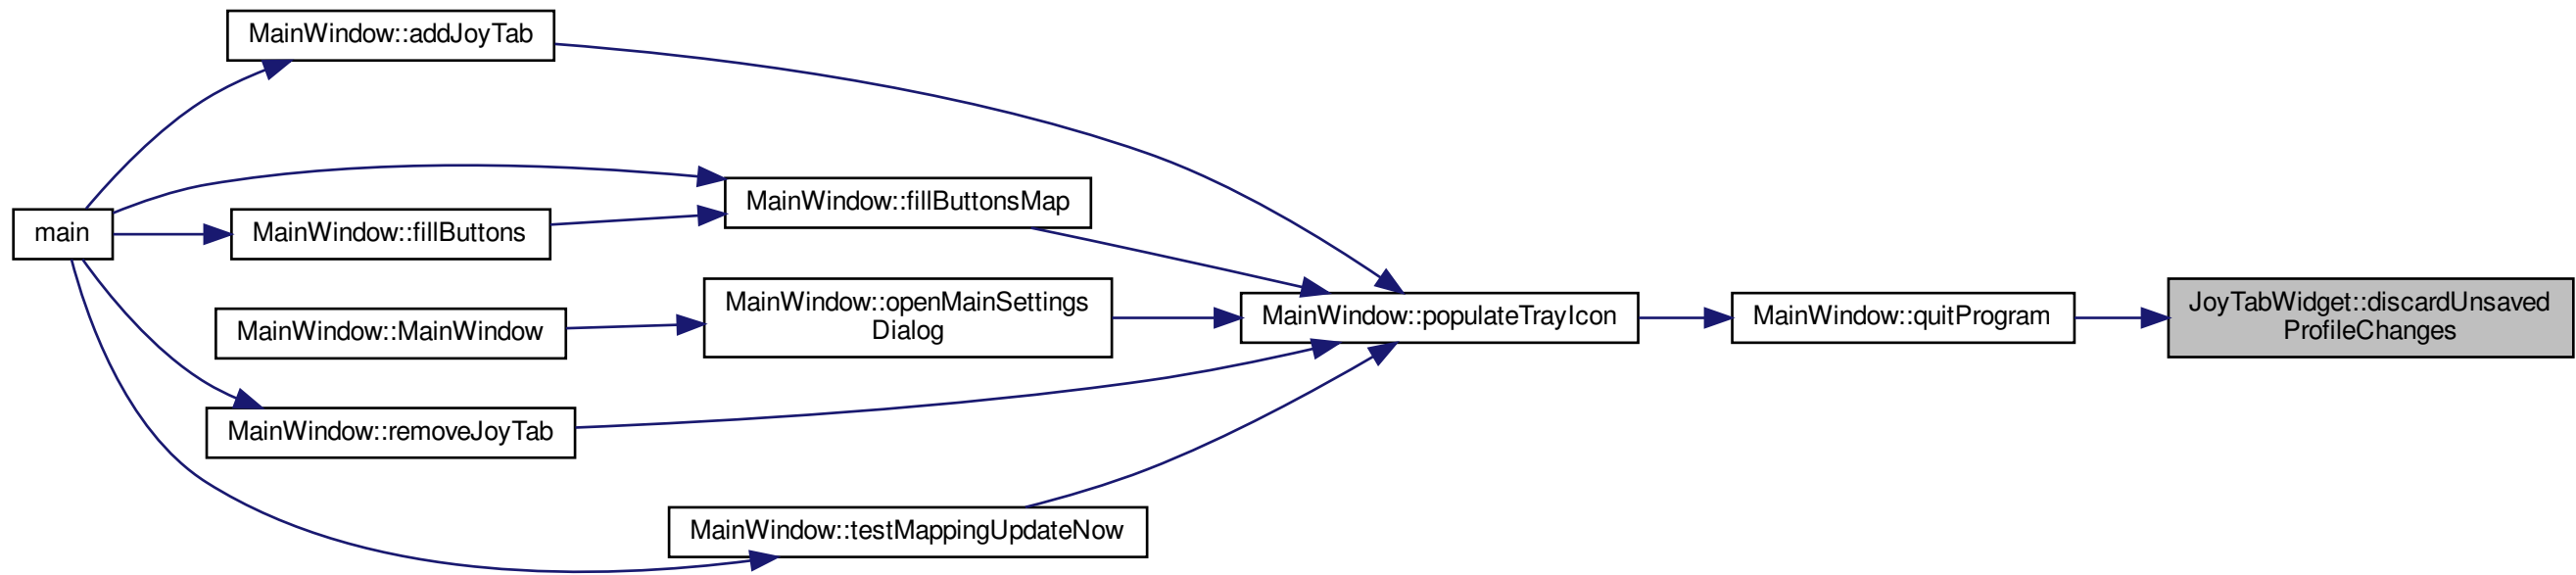 MainWindow::addJoyTab
MainWindow::fillButtonsMap
main
MainWindow::fillButtons
MainWindow::openMainSettings
Dialog
MainWindow::MainWindow
MainWindow::populateTrayIcon
MainWindow::quitProgram
JoyTabWidget::discardUnsaved
ProfileChanges
MainWindow::removeJoyTab
MainWindow::testMappingUpdateNow